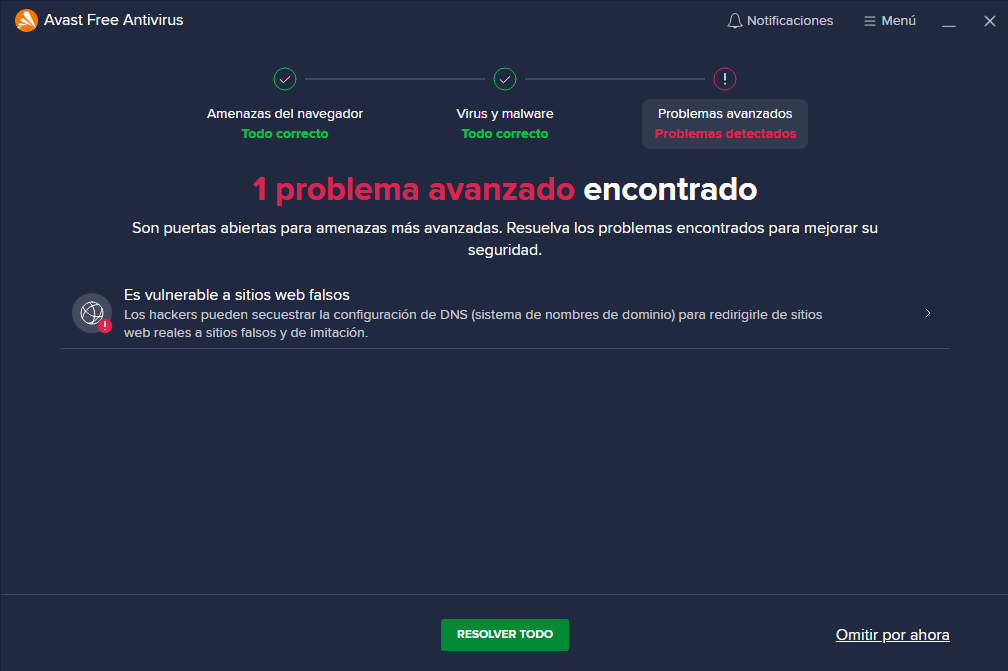 Avast Free Antivirus
Notificaciones
Menú
Amenazas del navegador
Todo correcto
Virus y malware
Todo correcto
Problemas avanzados
Problemas detectados
1 problema avanzado encontrado
Son puertas abiertas para amenazas más avanzadas. Resuelva los problemas encontrados para mejorar su
seguridad.
Es vulnerable a sitios web falsos
Los hackers pueden secuestrar la configuración de DNS (sistema de nombres de dominio) para redirigirle de sitios
web reales a sitios falsos y de imitación.
RESOLVER TODO
Omitir por ahora